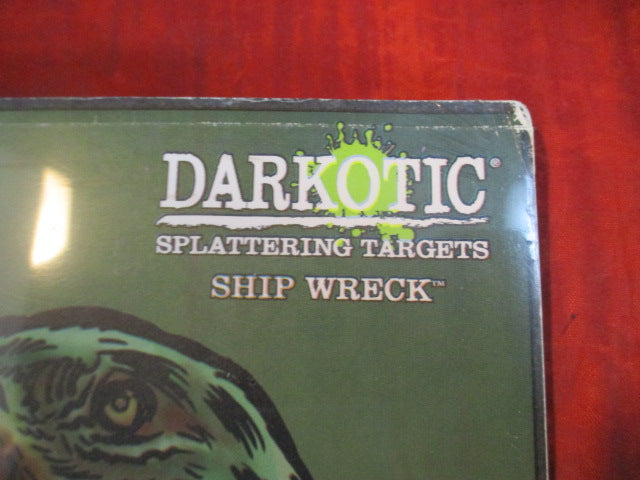 DARKOTIC®
SPLATTERING TARGETS
SHIP WRECK™